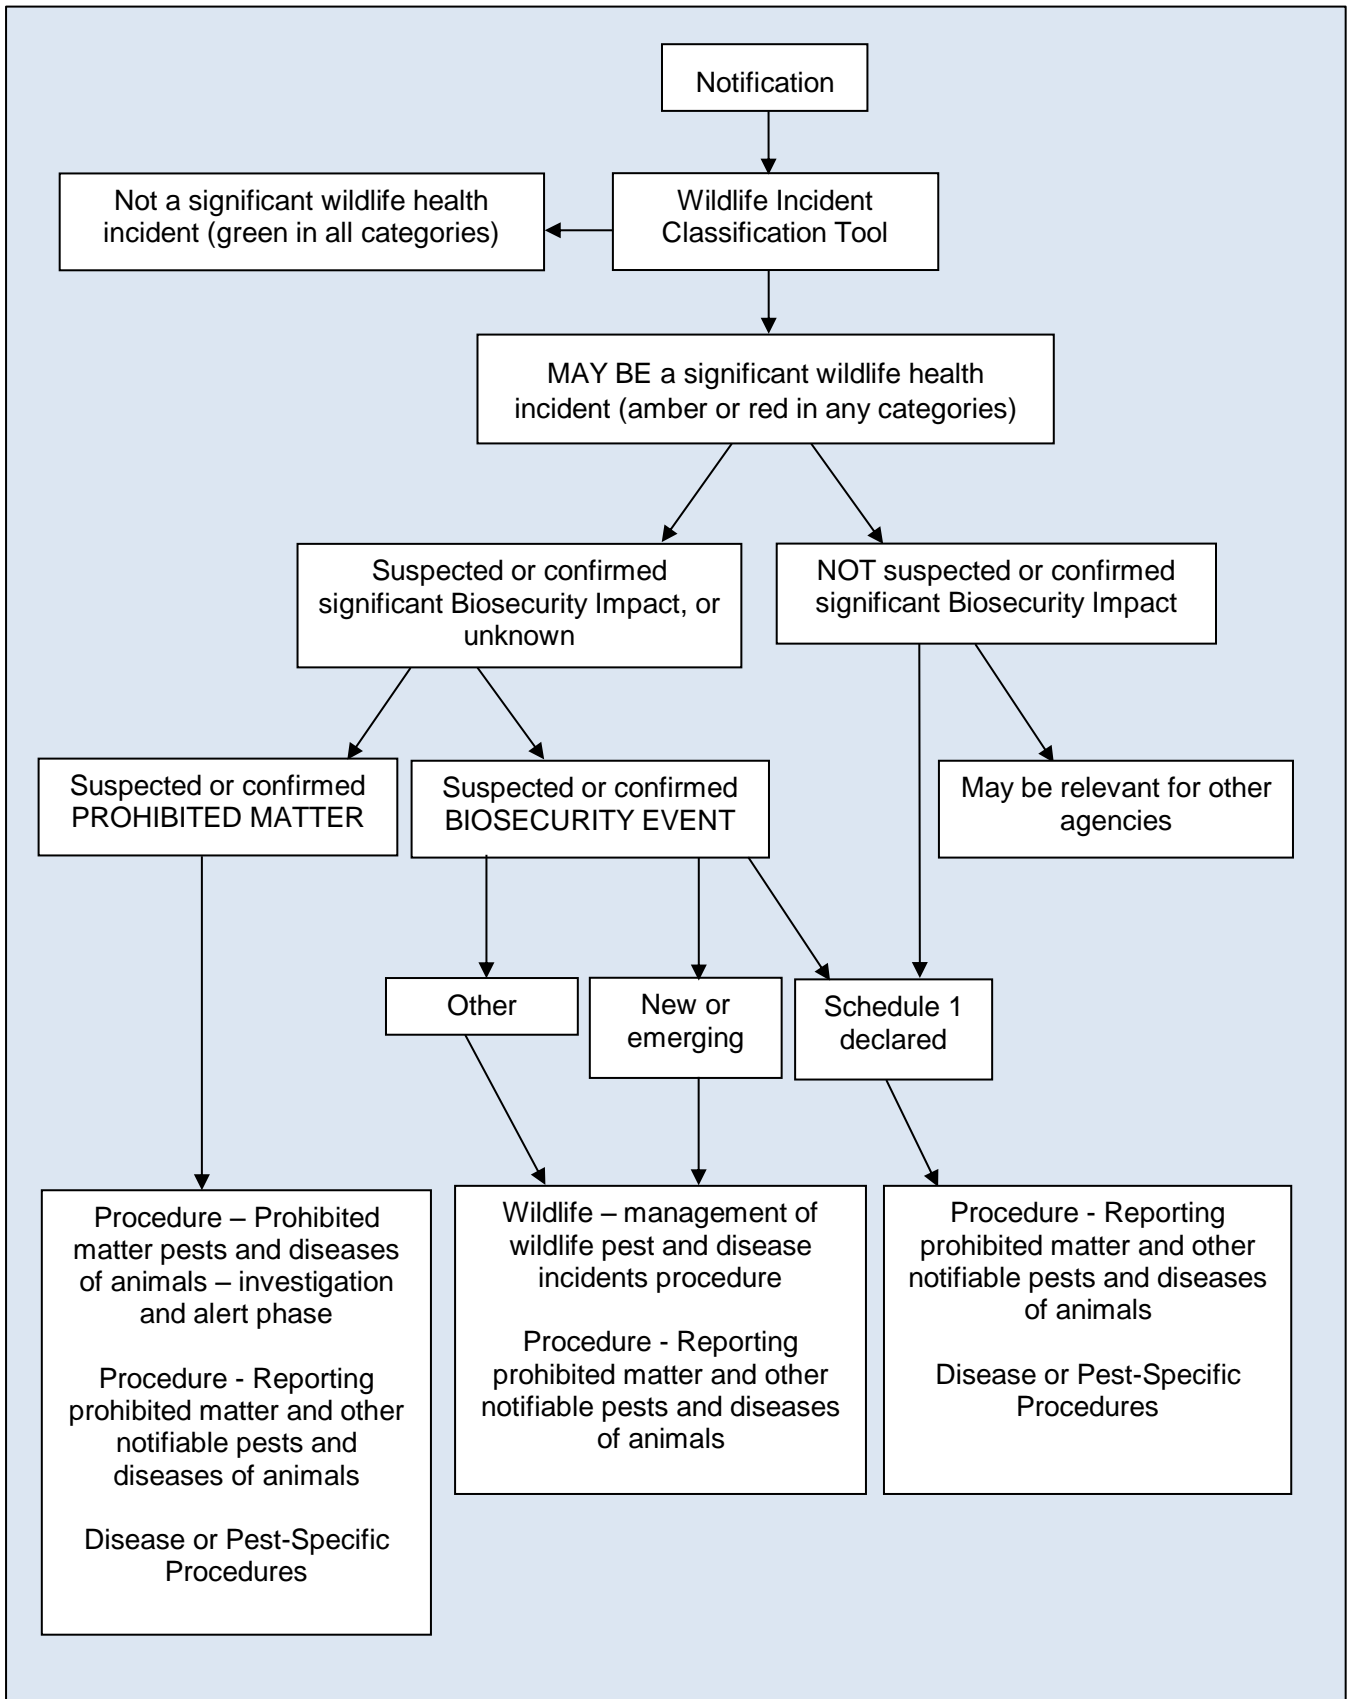 Notification
Not a significant wildlife health
incident (green in all categories)
Wildlife Incident
Classification Tool
MAY BE a significant wildlife health
incident (amber or red in any categories)
Suspected or confirmed
significant Biosecurity Impact, or
unknown
NOT suspected or confirmed
significant Biosecurity Impact
Suspected or confirmed
PROHIBITED MATTER
Suspected or confirmed
BIOSECURITY EVENT
May be relevant for other
agencies
Other
New or
emerging
Schedule 1
declared
Procedure – Prohibited
matter pests and diseases
of animals – investigation
and alert phase
Procedure - Reporting
prohibited matter and other
notifiable pests and
diseases of animals
Disease or Pest-Specific
Procedures
Wildlife – management of
wildlife pest and disease
incidents procedure
Procedure - Reporting
prohibited matter and other
notifiable pests and diseases
of animals
Procedure - Reporting
prohibited matter and other
notifiable pests and diseases
of animals
Disease or Pest-Specific
Procedures